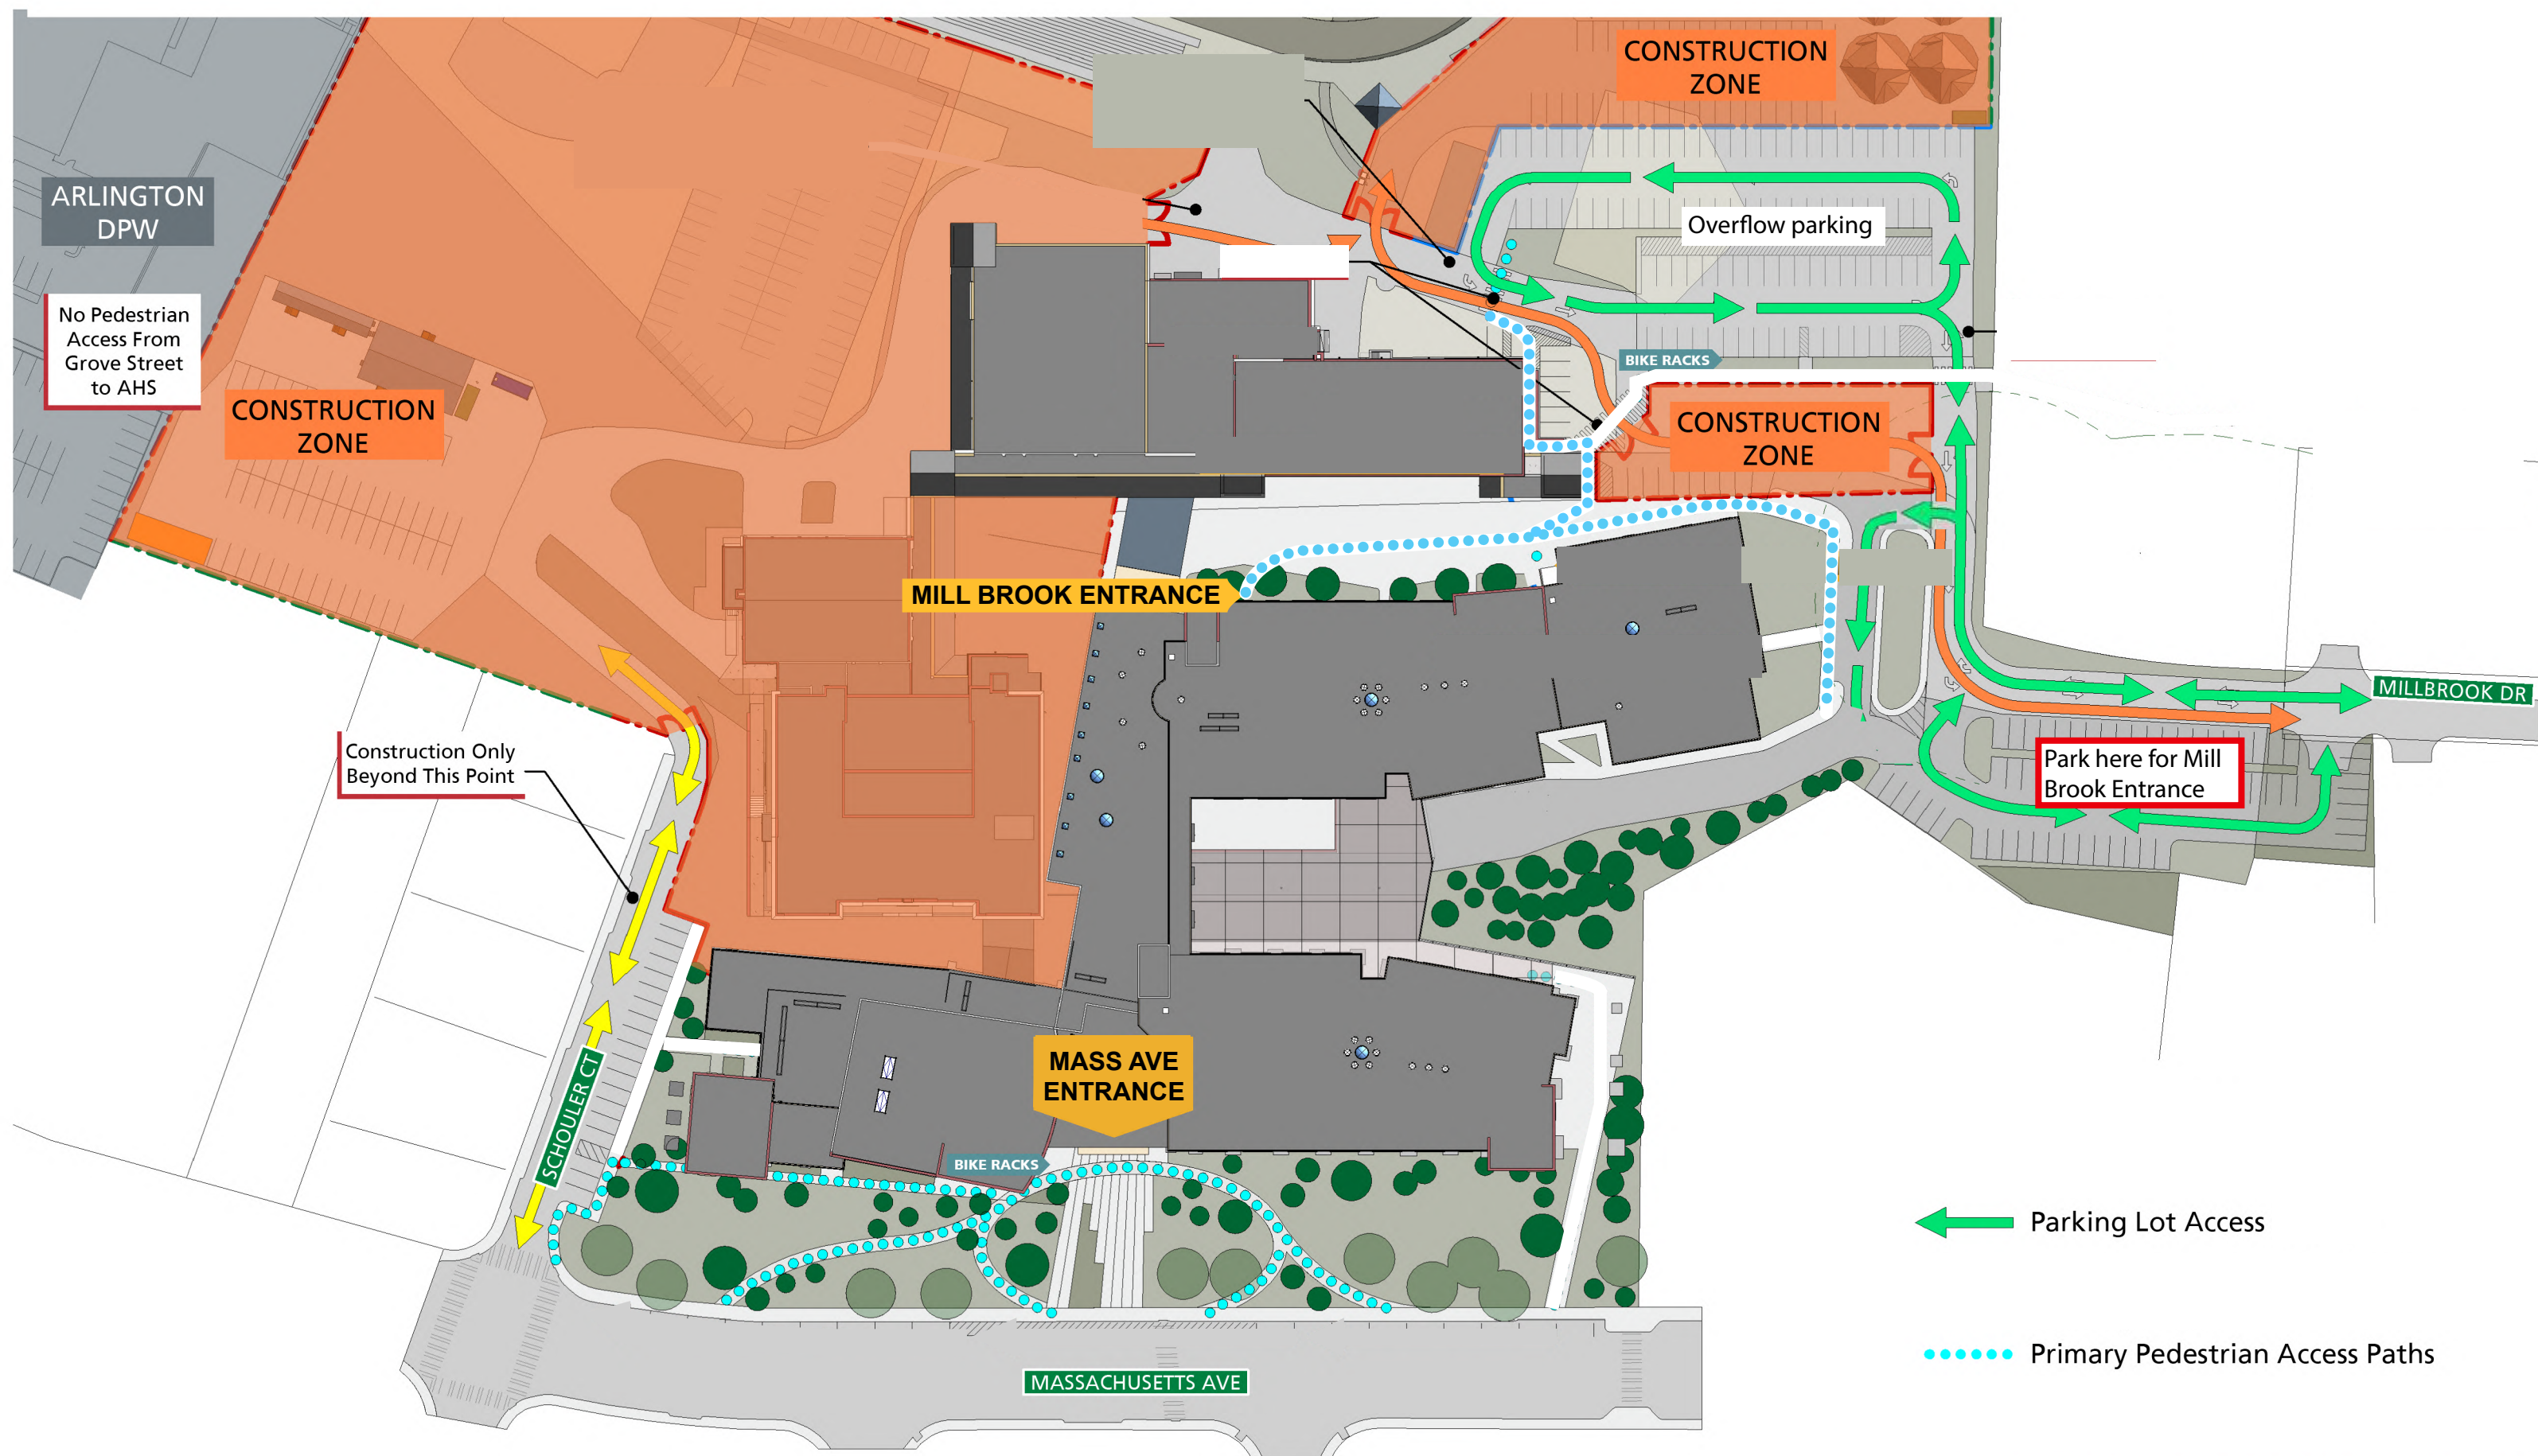 CONSTRUCTION
ZONE
ARLINGTON
DPW
Overflow parking
No Pedestrian
Access From
Grove Street
to AHS
BIKE RACKS
CONSTRUCTION
ZONE
CONSTRUCTION
ZONE
MILL BROOK ENTRANCE
MILLBROOK DR
Construction Only
Beyond This Point
Park here for Mill
Brook Entrance
MASS AVE
ENTRANCE
SCHOULER CT
BIKE RACKS
Parking Lot Access
Primary Pedestrian Access Paths
MASSACHUSETTS AVE